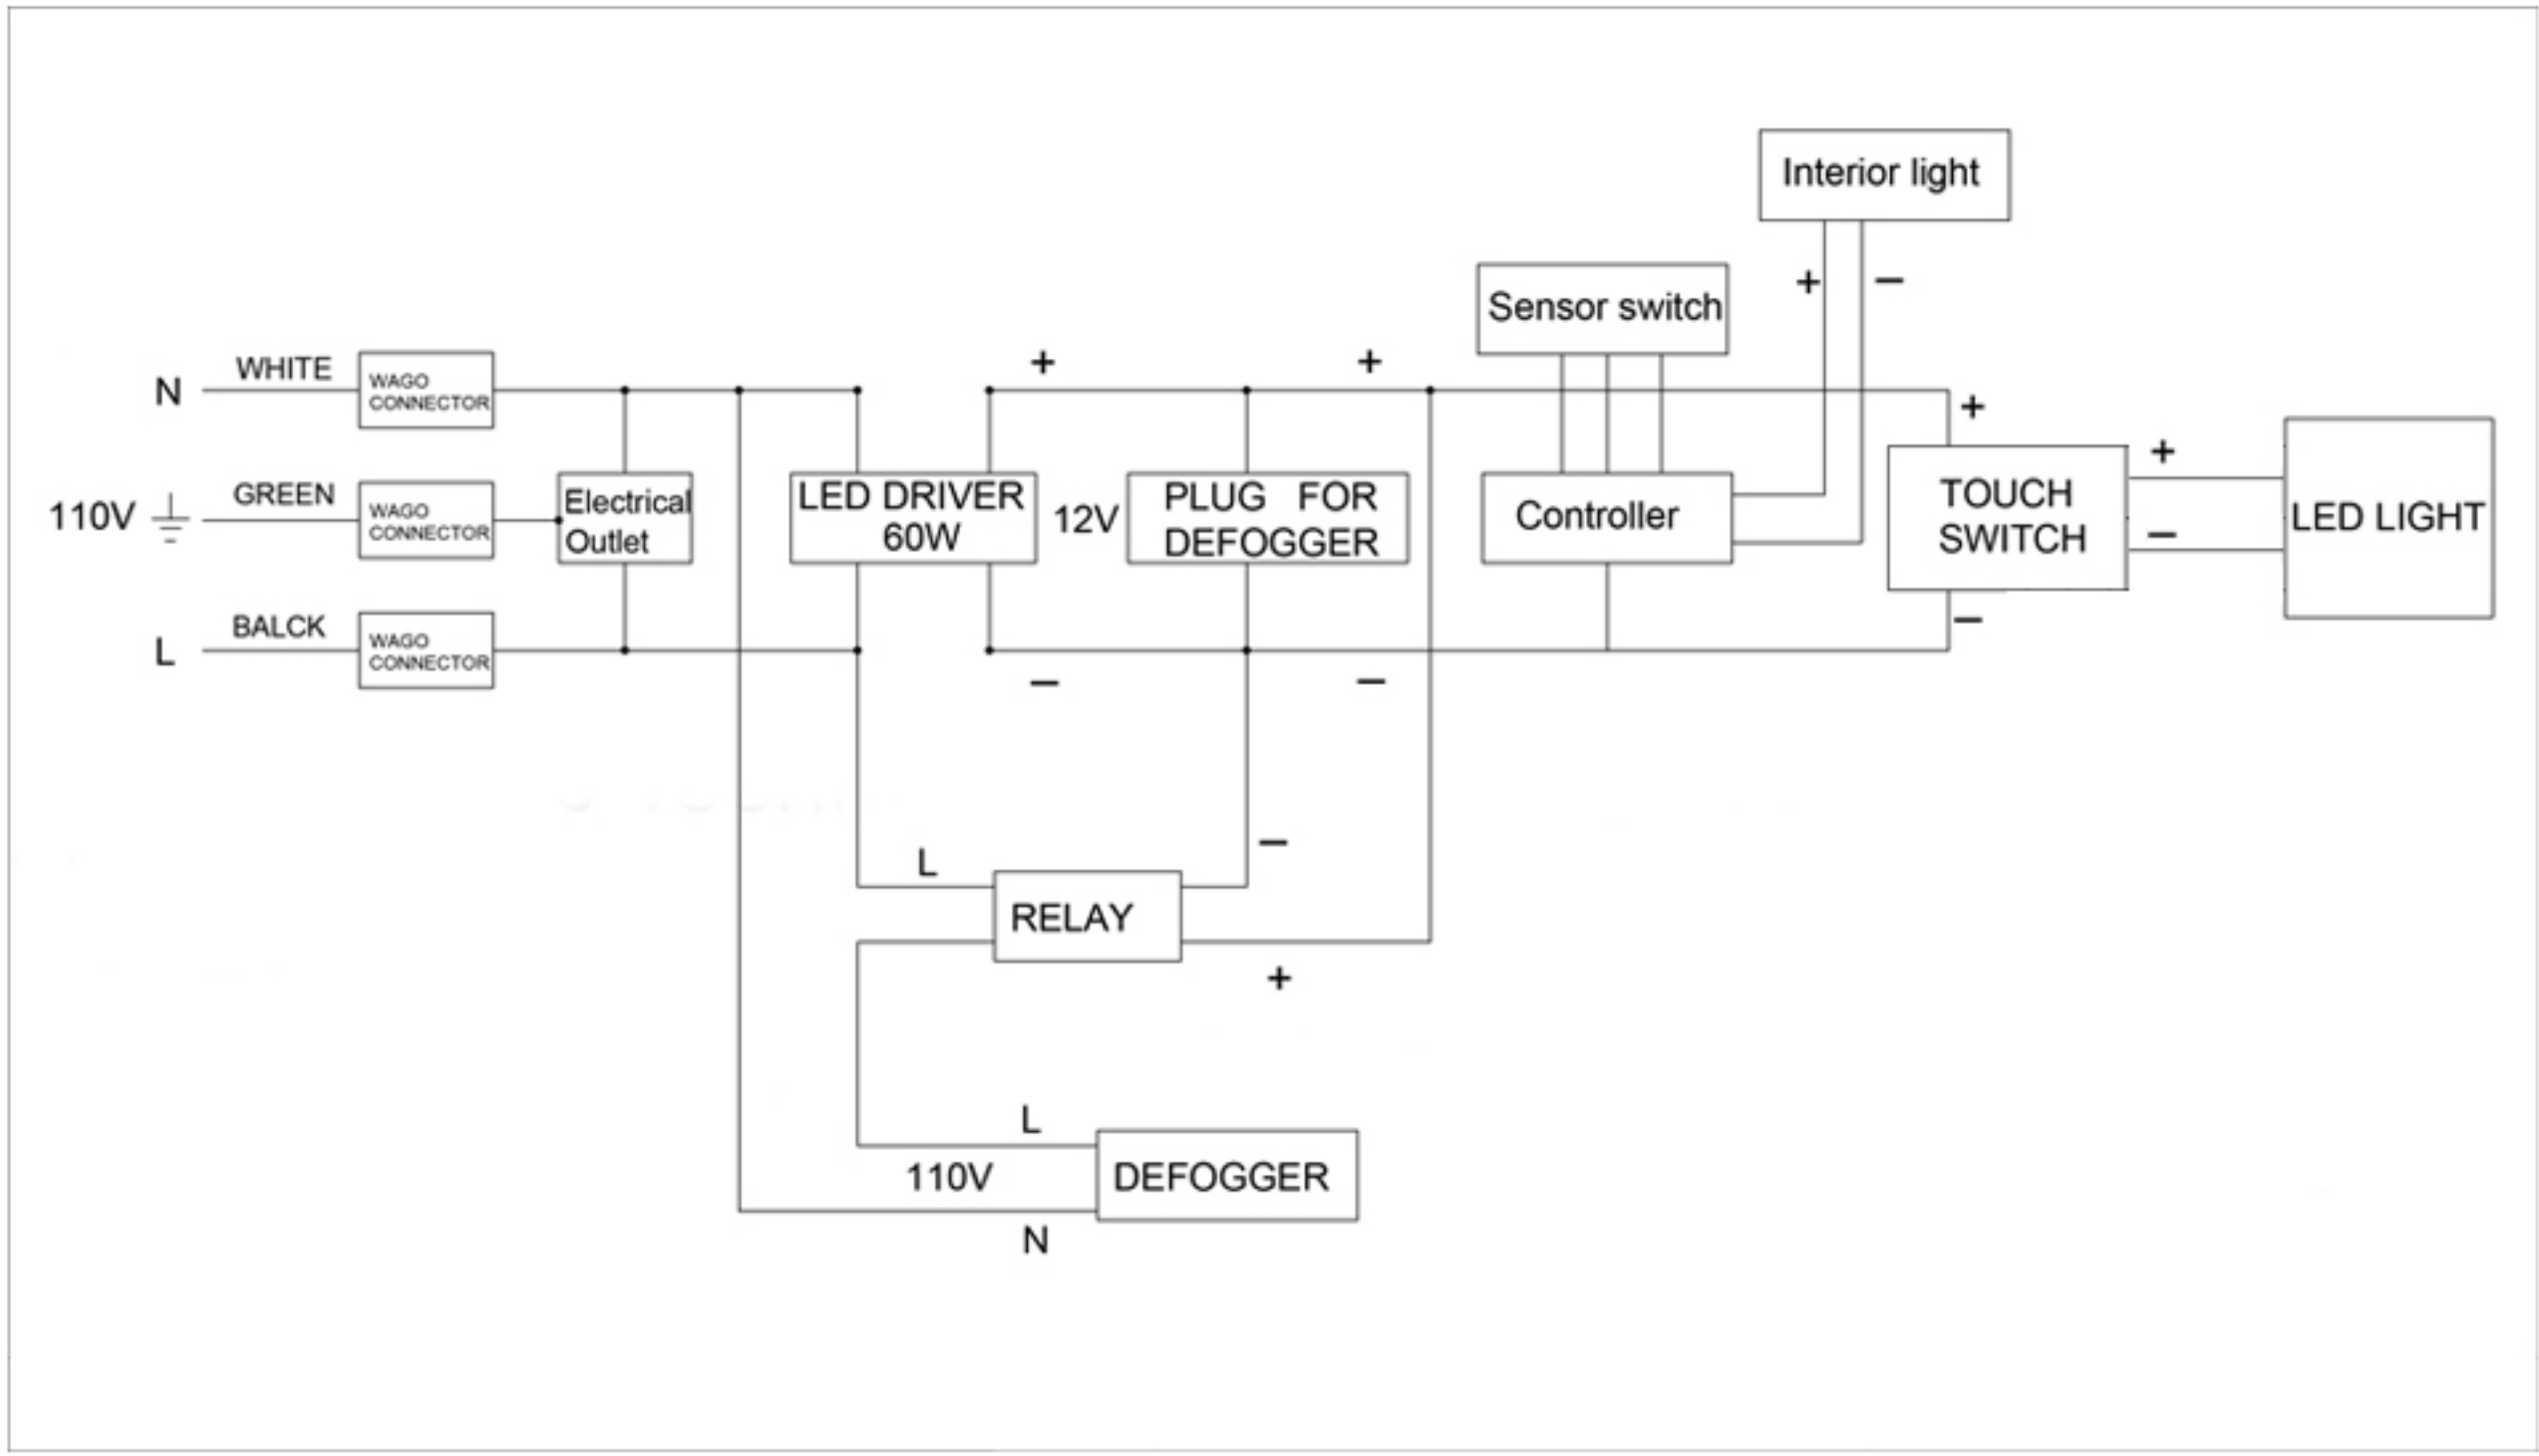 Interior light
+ −
Sensor switch
N WHITE
WAGO
CONNECTOR
+ +
+
110V GREEN
WAGO
CONNECTOR
Electrical
Outlet
LED DRIVER
60W
12V
PLUG FOR
DEFOGGER
Controller
TOUCH
SWITCH
+
−
LED LIGHT
L BALCK
WAGO
CONNECTOR
− −
−
L
−
RELAY
+
L
110V
DEFOGGER
N